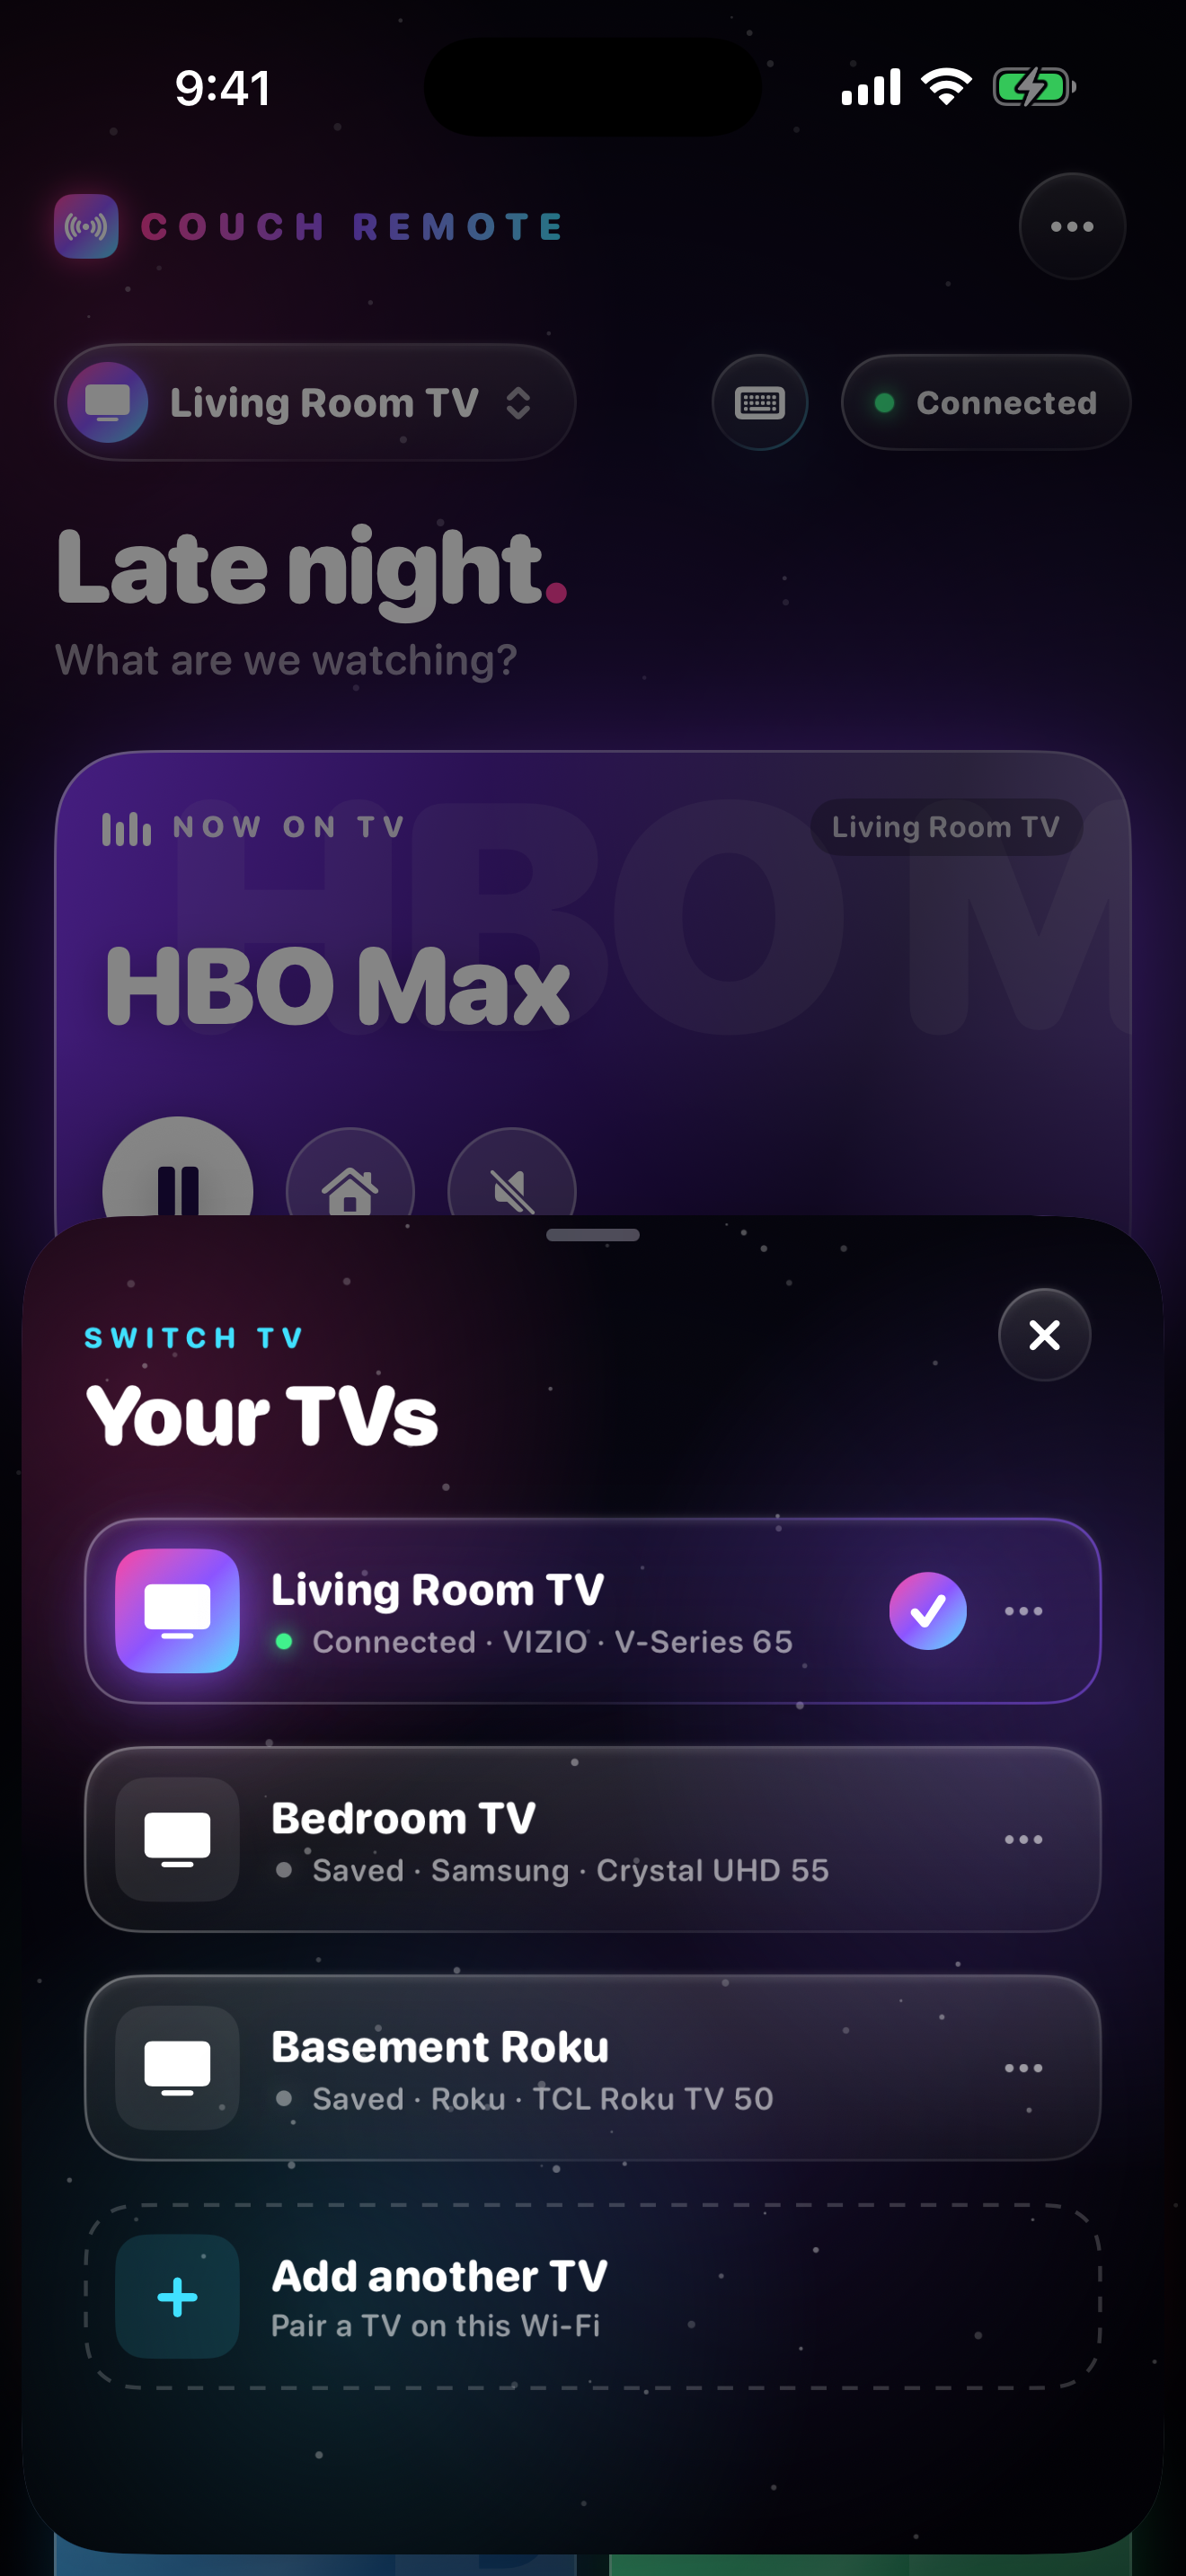 9:41
COUCH REMOTE
Living Room TV
Connected
Late night.
What are we watching?
NOW ON TV
Living Room TV
HBO M
HBO Max
SWITCH TV
Your TVs
Living Room TV
Connected · VIZIO · V-Series 65
Bedroom TV
Saved · Samsung · Crystal UHD 55
Basement Roku
Saved · Roku · TCL Roku TV 50
Add another TV
Pair a TV on this Wi-Fi